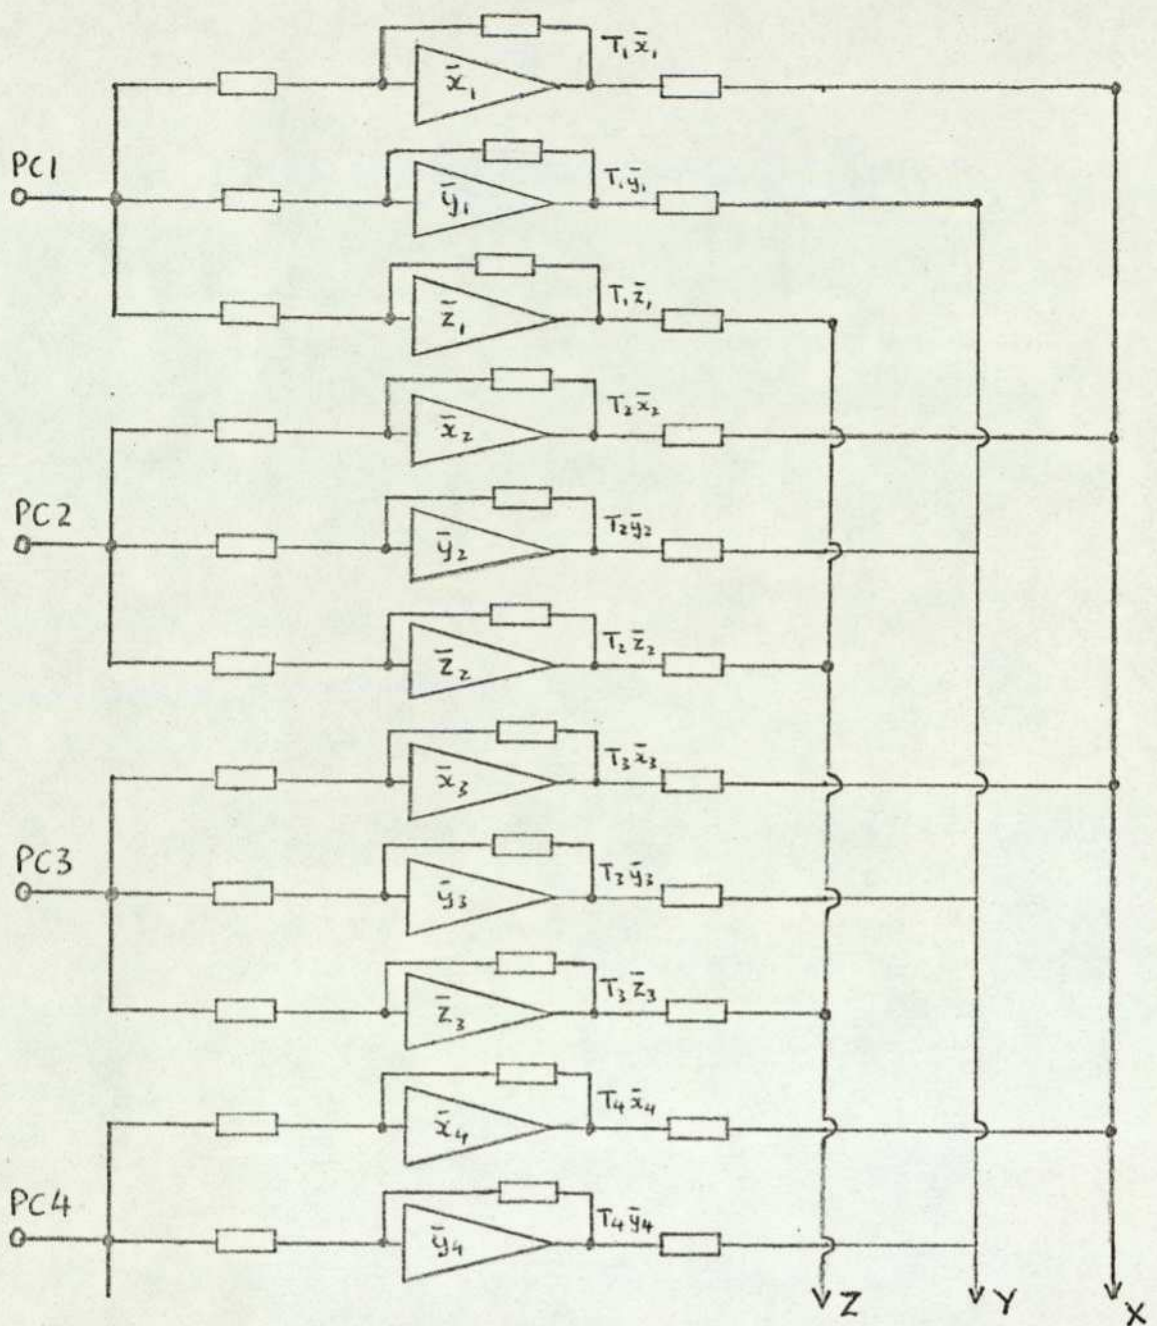 T₁x̄₁
x̄₁
PC1
T₁ȳ₁
ȳ₁
T₁z̄₁
z̄₁
T₂x̄₂
x̄₂
PC2
T₂ȳ₂
ȳ₂
T₂z̄₂
z̄₂
T₃x̄₃
x̄₃
PC3
T₃ȳ₃
ȳ₃
T₃z̄₃
z̄₃
T₄x̄₄
x̄₄
PC4
T₄ȳ₄
ȳ₄
Z Y X